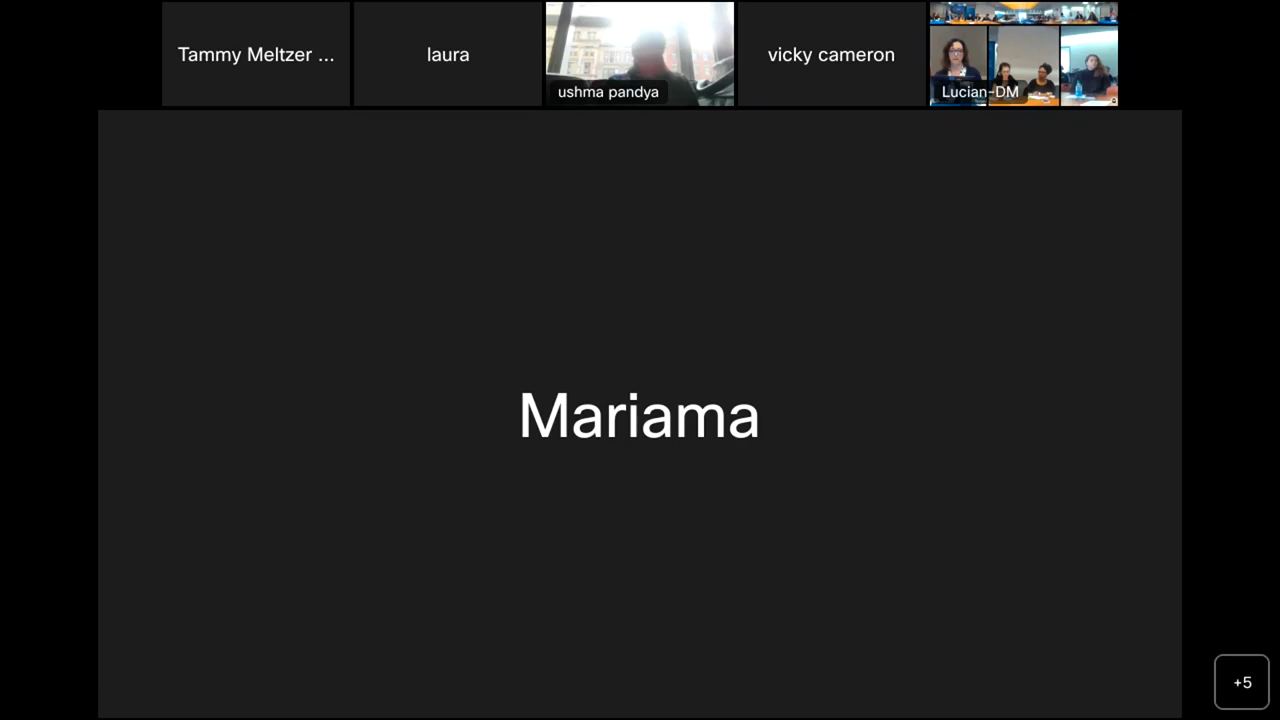 Tammy Meltzer ...
laura
ushma pandya
vicky cameron
Lucian-DM
Mariama
+5